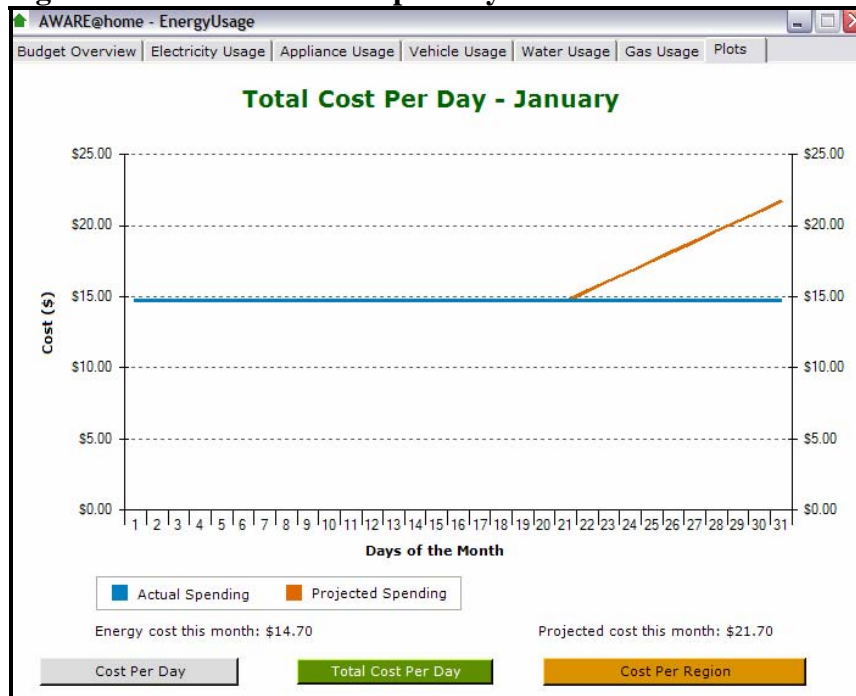 AWARE@home - EnergyUsage
Budget Overview Electricity Usage Appliance Usage Vehicle Usage Water Usage Gas Usage Plots
Total Cost Per Day - January
$25.00 $25.00
$20.00 $20.00
$15.00 $15.00
Cost ($)
$10.00 $10.00
$5.00 $5.00
$0.00 $0.00
1 2 3 4 5 6 7 8 9 10 11 12 13 14 15 16 17 18 19 20 21 22 23 24 25 26 27 28 29 30 31
Days of the Month
Actual Spending Projected Spending
Energy cost this month: $14.70 Projected cost this month: $21.70
Cost Per Day Total Cost Per Day Cost Per Region